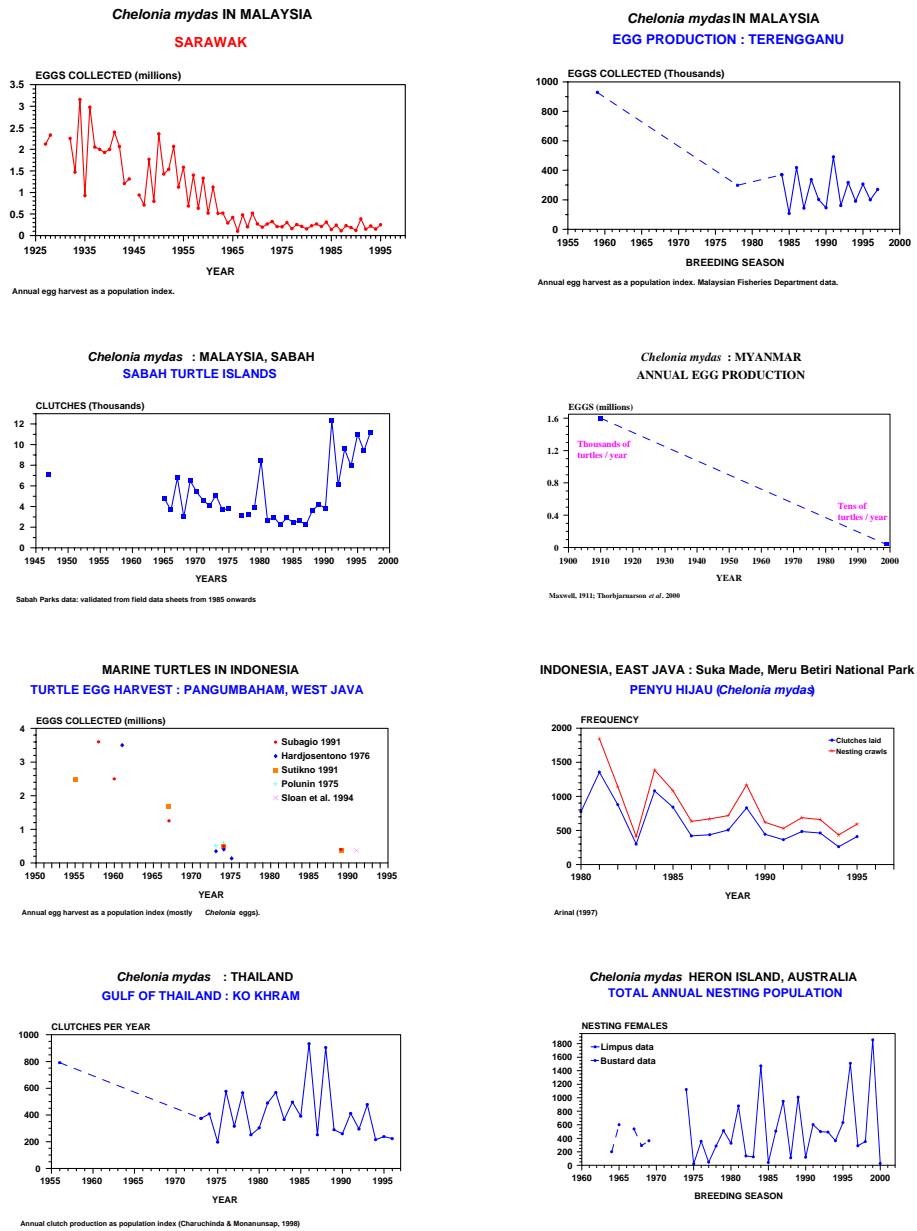 Chelonia mydas IN MALAYSIA
SARAWAK
EGGS COLLECTED (millions)
3.5
3
2.5
2
1.5
1
0.5
0
1925 1935 1945 1955 1965 1975 1985 1995
YEAR
Annual egg harvest as a population index.
Chelonia mydas IN MALAYSIA
EGG PRODUCTION : TERENGGANU
EGGS COLLECTED (Thousands)
1000
800
600
400
200
0
1955 1960 1965 1970 1975 1980 1985 1990 1995 2000
BREEDING SEASON
Annual egg harvest as a population index. Malaysian Fisheries Department data.
Chelonia mydas : MALAYSIA, SABAH
SABAH TURTLE ISLANDS
CLUTCHES (Thousands)
12
10
8
6
4
2
0
1945 1950 1955 1960 1965 1970 1975 1980 1985 1990 1995 2000
YEARS
Sabah Parks data: validated from field data sheets from 1985 onwards
Chelonia mydas : MYANMAR
ANNUAL EGG PRODUCTION
EGGS (millions)
1.6
1.2
0.8
0.4
0
Thousands of
turtles / year
Tens of
turtles / year
1900 1910 1920 1930 1940 1950 1960 1970 1980 1990 2000
YEAR
Maxwell, 1911; Thorbjarnarson et al. 2000
MARINE TURTLES IN INDONESIA
TURTLE EGG HARVEST : PANGUMBAHAM, WEST JAVA
EGGS COLLECTED (millions)
4
3
2
1
0
Subagio 1991
Hardjosentono 1976
Sutikno 1991
Polunin 1975
Sloan et al. 1994
1950 1955 1960 1965 1970 1975 1980 1985 1990 1995
YEAR
Annual egg harvest as a population index (mostly Chelonia eggs).
INDONESIA, EAST JAVA : Suka Made, Meru Betiri National Park
PENYU HIJAU (Chelonia mydas)
FREQUENCY
2000
1500
1000
500
0
Clutches laid
Nesting crawls
1980 1985 1990 1995
YEAR
Arinal (1997)
Chelonia mydas : THAILAND
GULF OF THAILAND : KO KHRAM
CLUTCHES PER YEAR
1000
800
600
400
200
0
1955 1960 1965 1970 1975 1980 1985 1990 1995
YEAR
Annual clutch production as population index (Charuchinda & Monanunsap, 1998)
Chelonia mydas HERON ISLAND, AUSTRALIA
TOTAL ANNUAL NESTING POPULATION
NESTING FEMALES
1800
1600
1400
1200
1000
800
600
400
200
0
Limpus data
Bustard data
1960 1965 1970 1975 1980 1985 1990 1995 2000
BREEDING SEASON